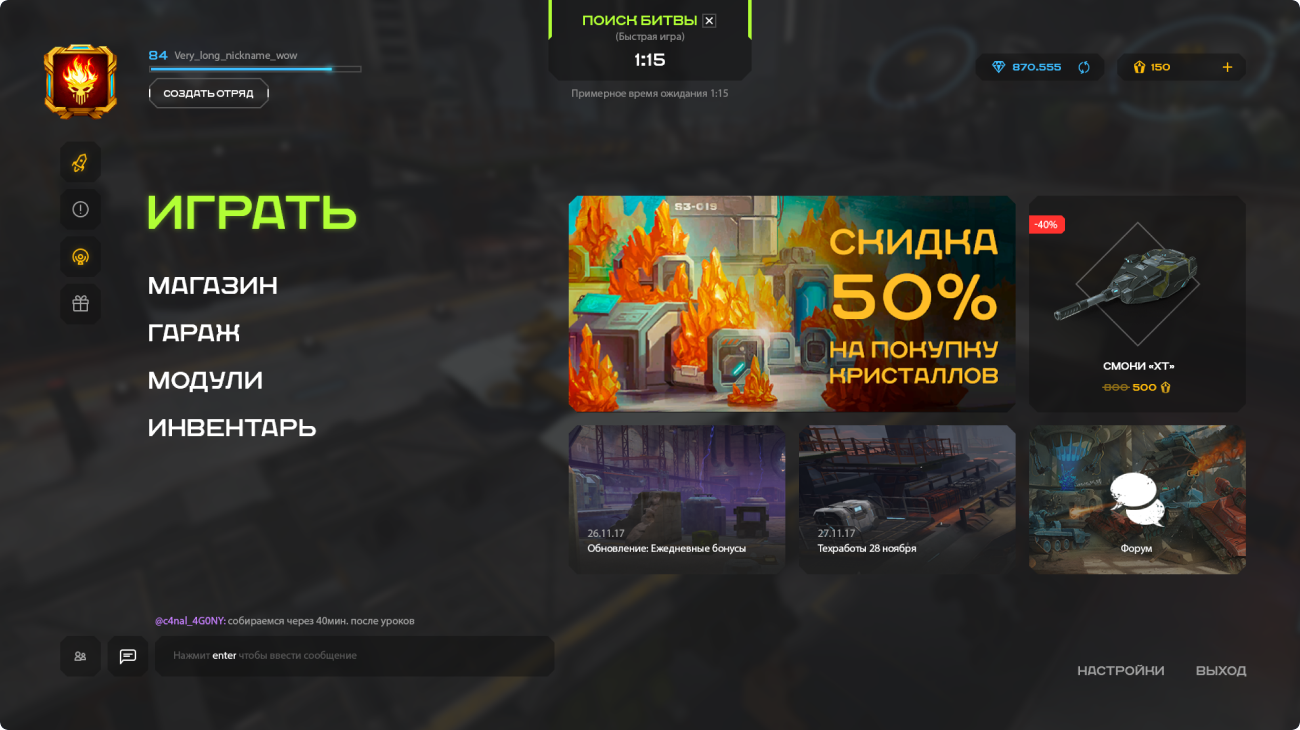 ПОИСК БИТВЫ
(Быстрая игра)
1:15
Примерное время ожидания 1:15
84 Very_long_nickname_wow
СОЗДАТЬ ОТРЯД
870.555
150 +
ИГРАТЬ
МАГАЗИН
ГАРАЖ
МОДУЛИ
ИНВЕНТАРЬ
S3-01S
СКИДКА
50%
НА ПОКУПКУ
КРИСТАЛЛОВ
-40%
СМОКИ «ХТ»
800 500
26.11.17
Обновление: Ежедневные бонусы
27.11.17
Техработы 28 ноября
Форум
@c4nal_4G0NY: собираемся через 40мин. после уроков
Нажмит enter чтобы ввести сообщение
НАСТРОЙКИ
ВЫХОД